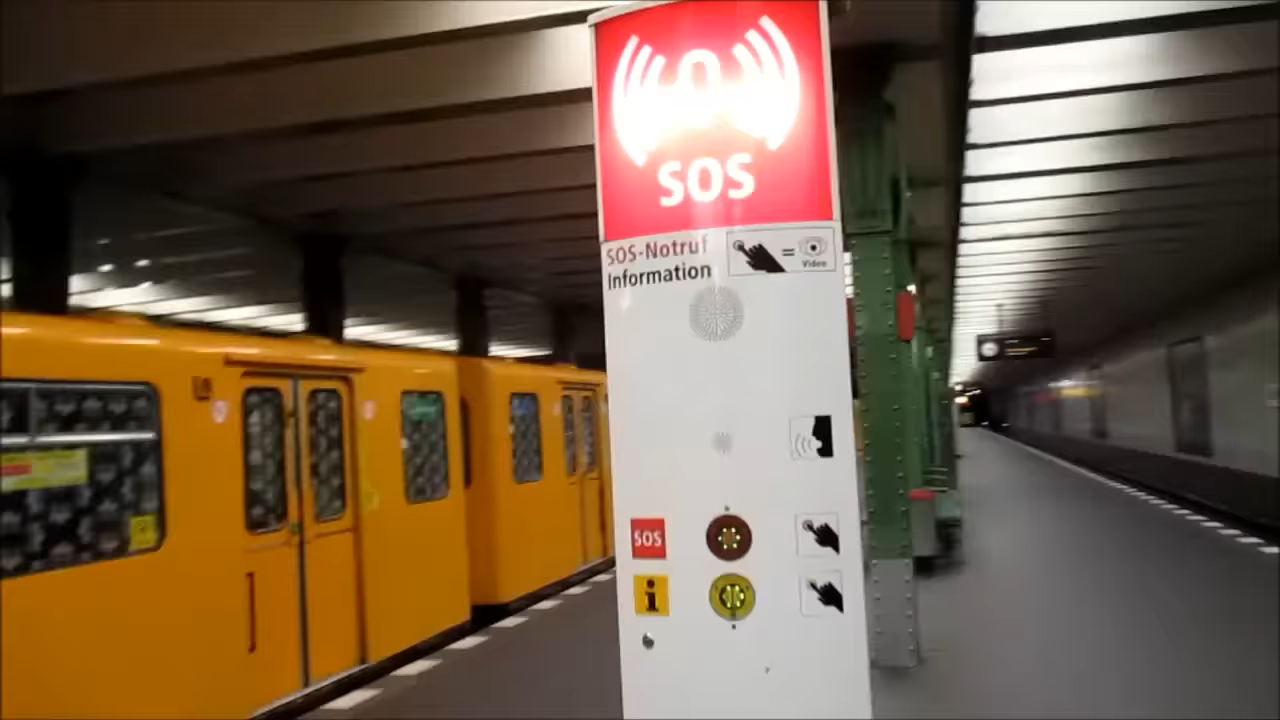 SOS
SOS-Notruf
Information
= Video
SOS
i